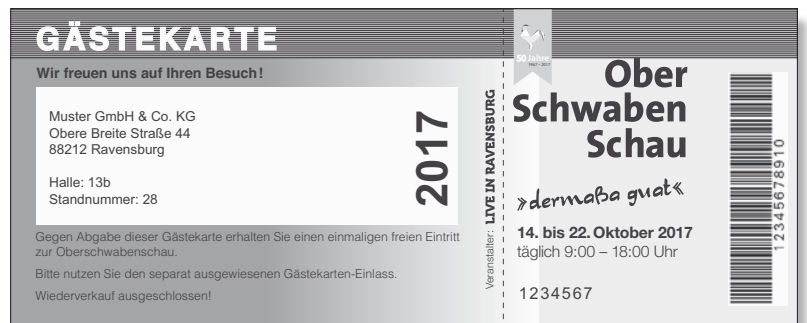 GÄSTEKARTE
Wir freuen uns auf Ihren Besuch!
Muster GmbH & Co. KG
Obere Breite Straße 44
88212 Ravensburg
Halle: 13b
Standnummer: 28
2017
Gegen Abgabe dieser Gästekarte erhalten Sie einen einmaligen freien Eintritt
zur Oberschwabenschau.
Bitte nutzen Sie den separat ausgewiesenen Gästekarten-Einlass.
Wiederverkauf ausgeschlossen!
Veranstalter: LIVE IN RAVENSBURG
50 Jahre
1967 - 2017
Ober
Schwaben
Schau
»dermaßa guat«
14. bis 22. Oktober 2017
täglich 9:00 – 18:00 Uhr
1234567
12345678910